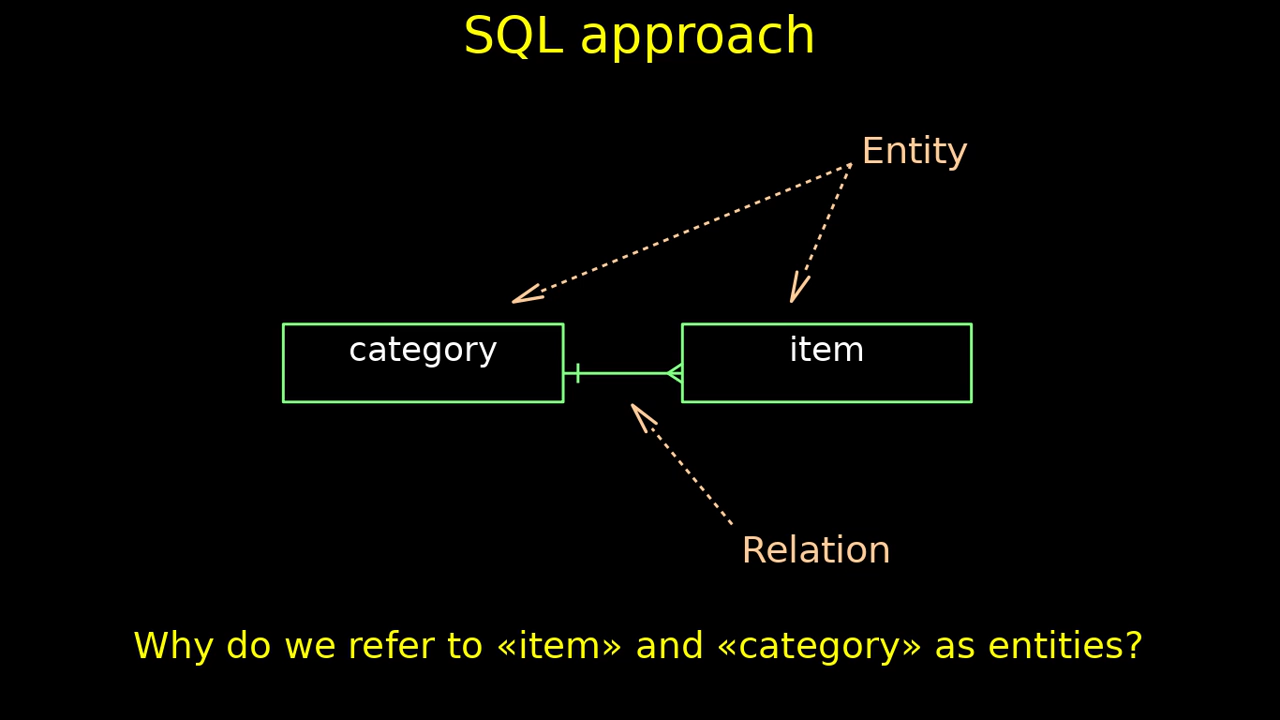 SQL approach
Entity
category
item
Relation
Why do we refer to «item» and «category» as entities?